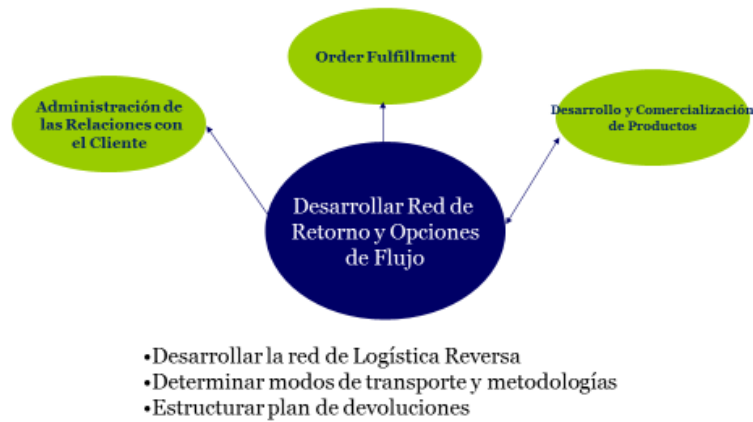 Order Fulfillment
Administración de
las Relaciones con
el Cliente
Desarrollo y Comercialización
de Productos
Desarrollar Red de
Retorno y Opciones
de Flujo
•Desarrollar la red de Logística Reversa
•Determinar modos de transporte y metodologías
•Estructurar plan de devoluciones